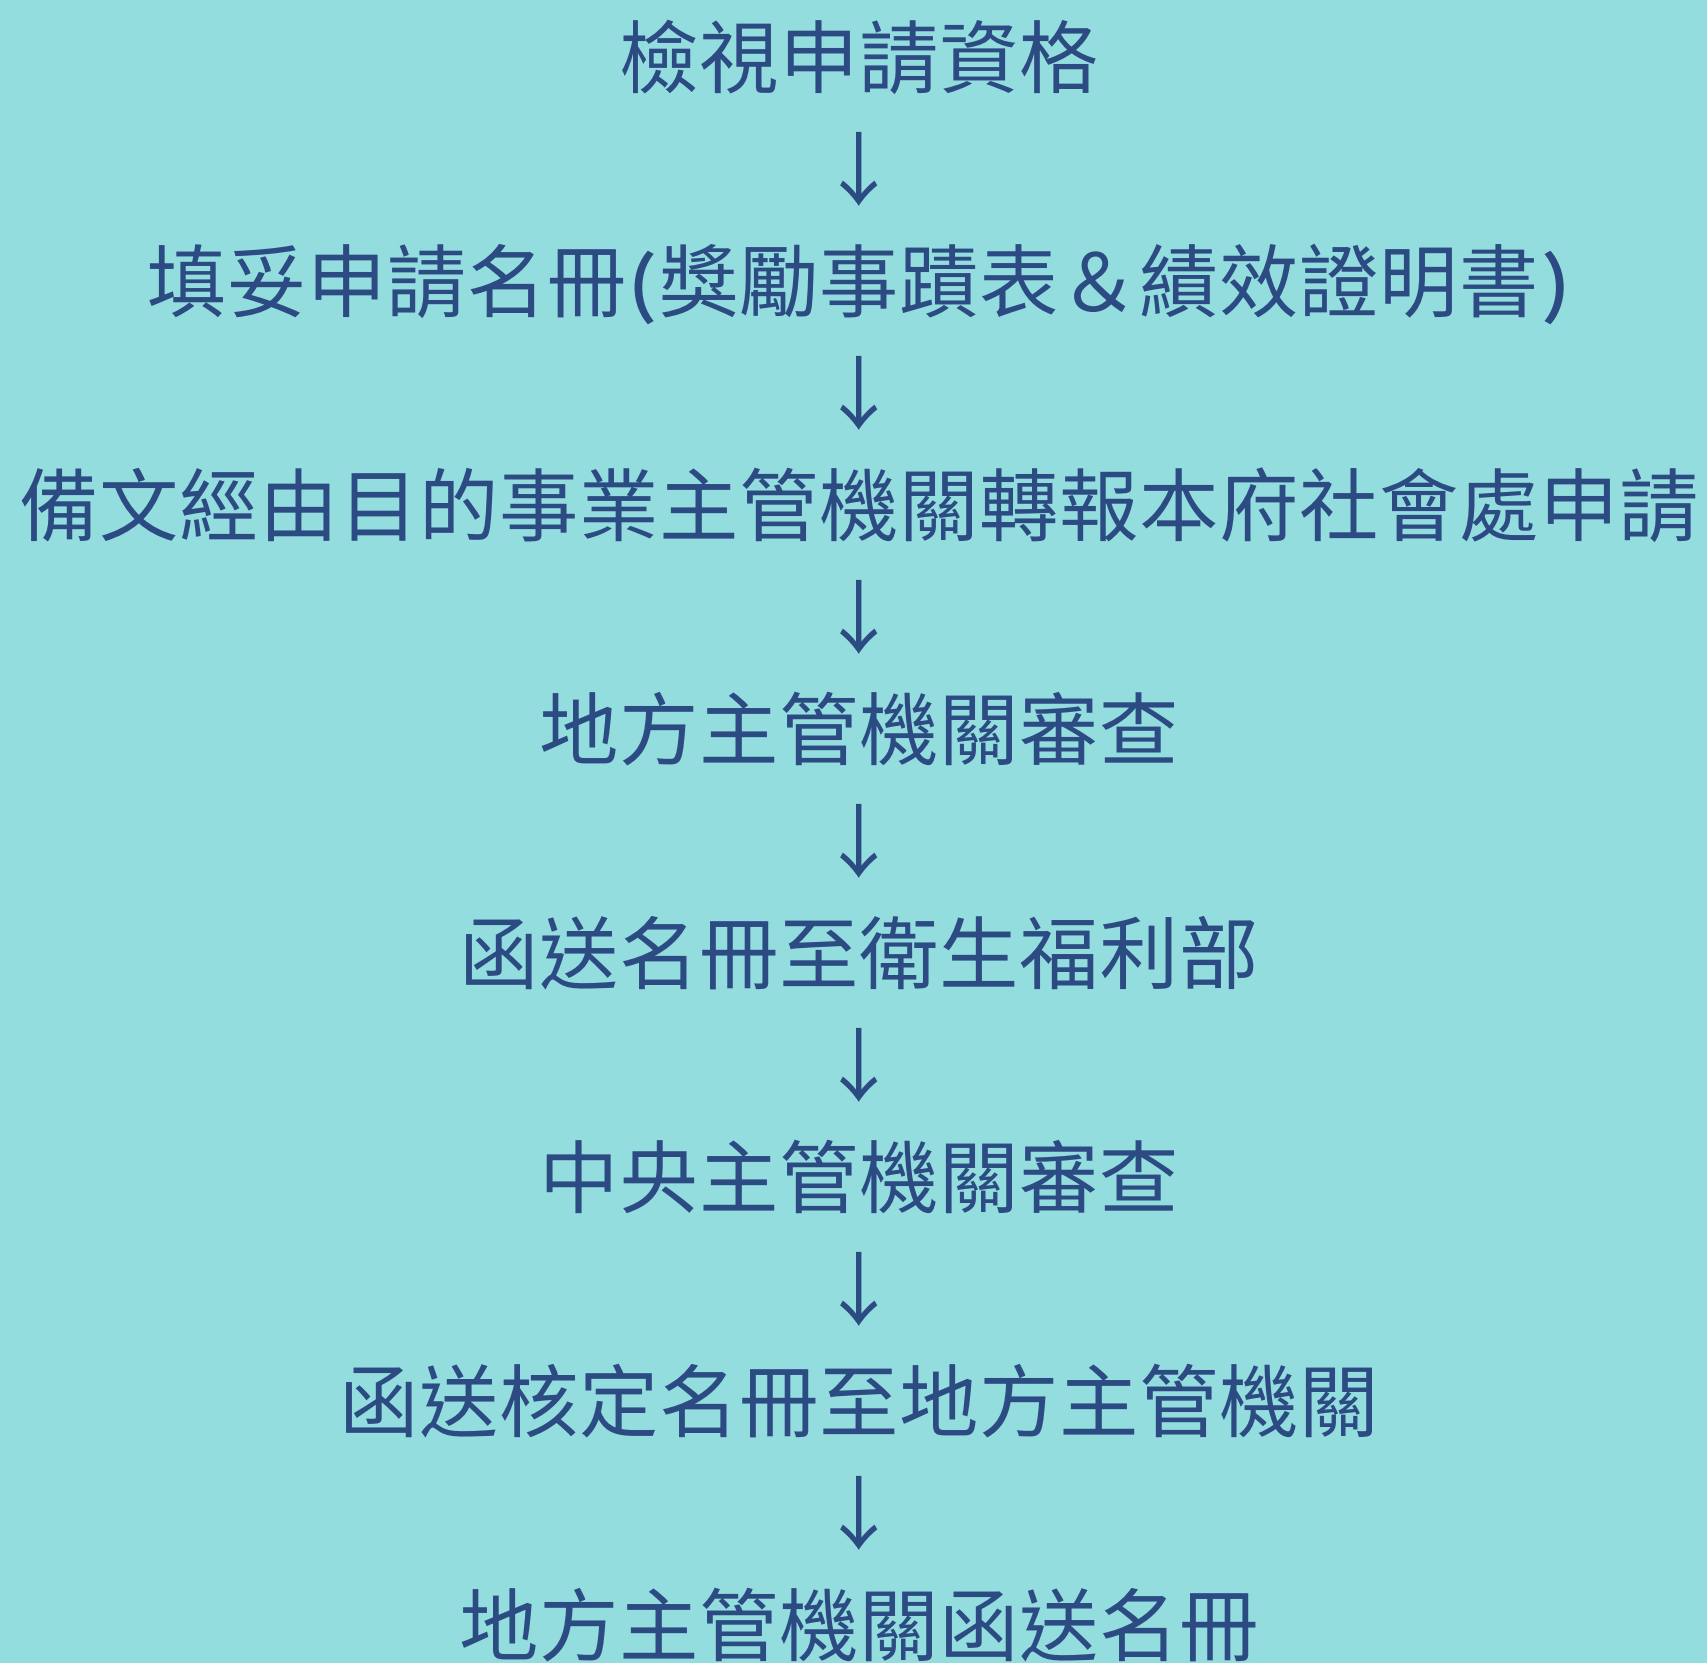 檢視申請資格
↓
填妥申請名冊(獎勵事蹟表＆績效證明書)
↓
備文經由目的事業主管機關轉報本府社會處申請
↓
地方主管機關審查
↓
函送名冊至衛生福利部
↓
中央主管機關審查
↓
函送核定名冊至地方主管機關
↓
地方主管機關函送名冊